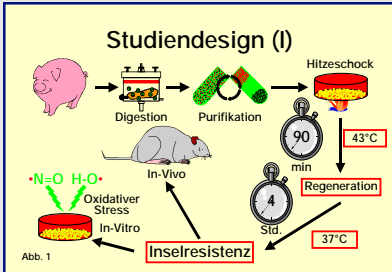 Studiendesign (I)
Hitzeschock
Digestion
Purifikation
90
min
43°C
In-Vivo
Regeneration
•N=O H-O•
Oxidativer
Stress
4
Std.
In-Vitro
37°C
Inselresistenz
Abb. 1